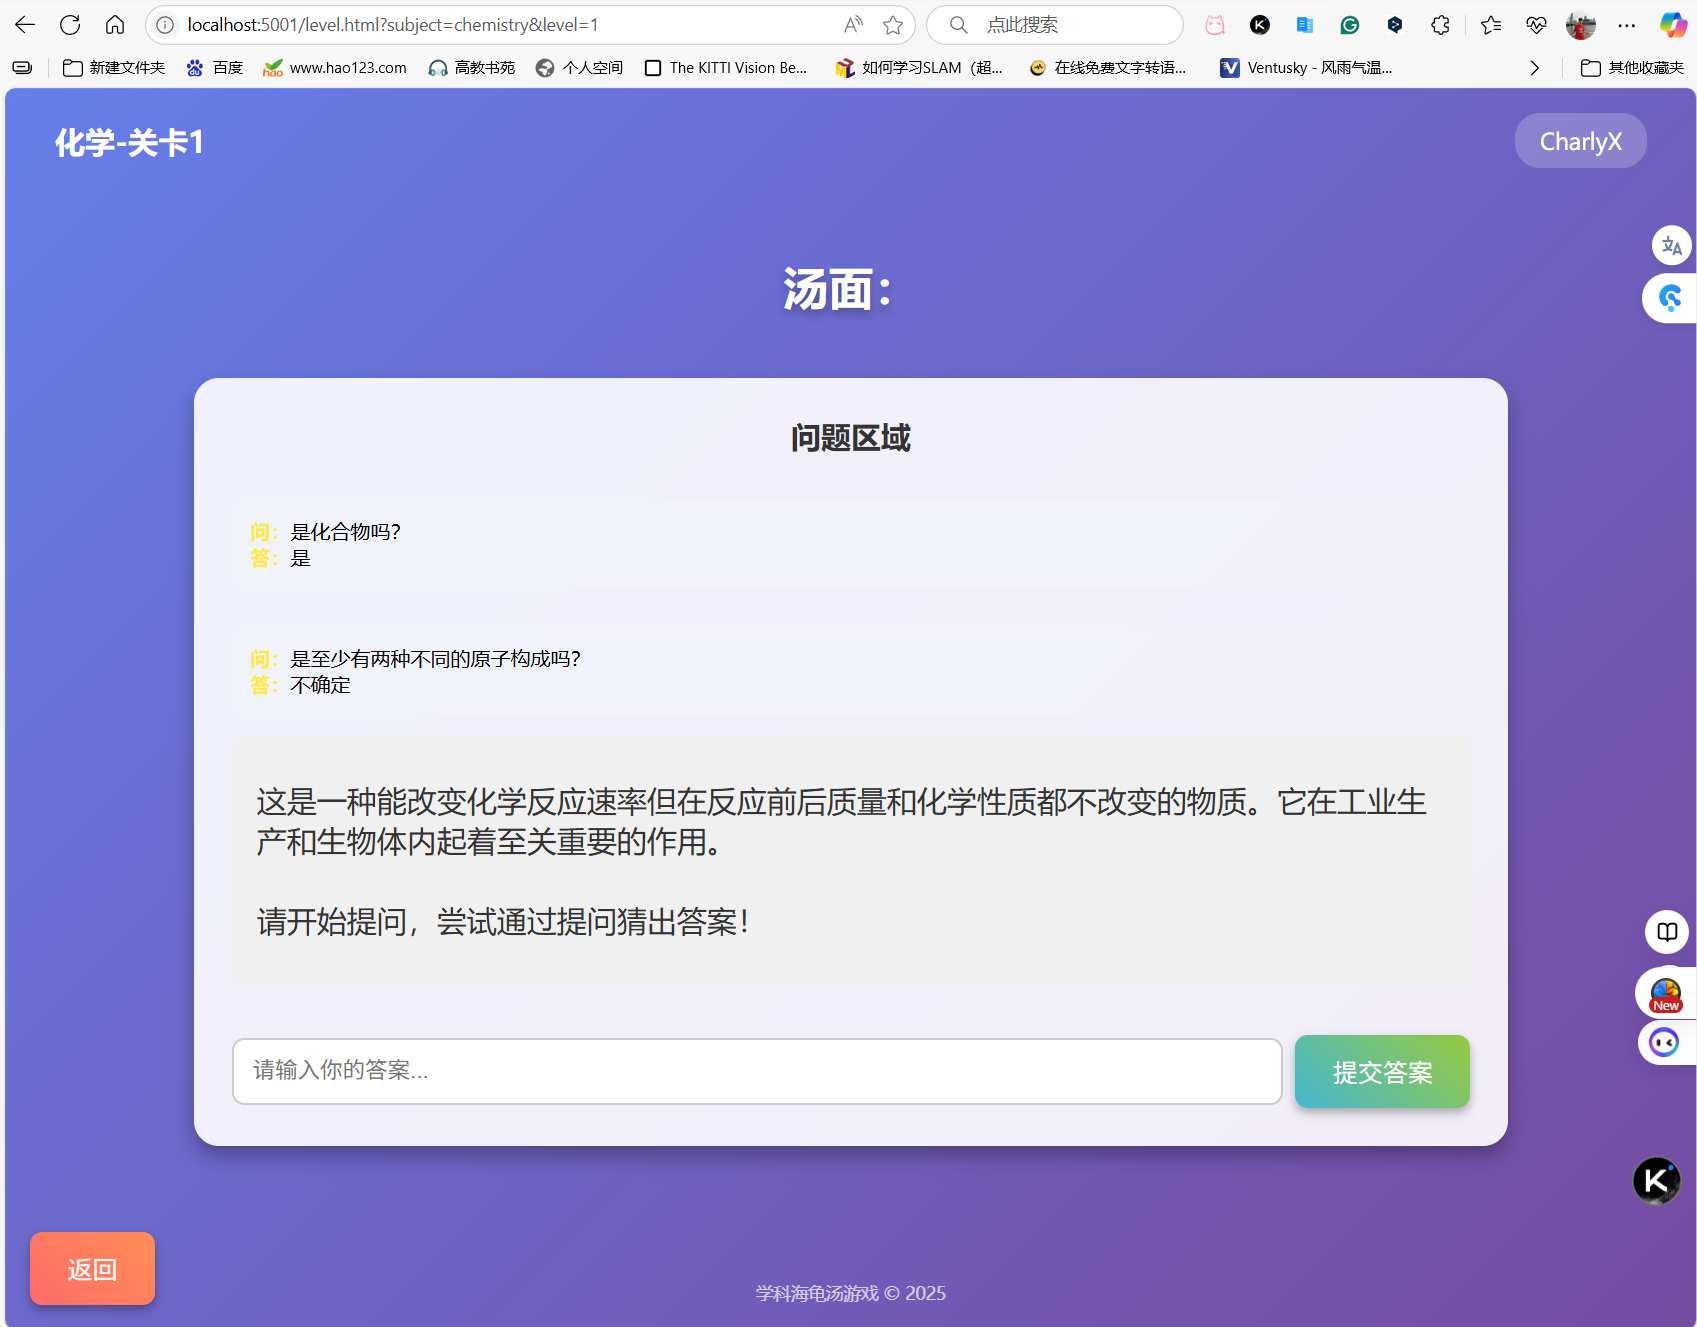 localhost:5001/level.html?subject=chemistry&level=1
点此搜索
新建文件夹
百度
www.hao123.com
高教书苑
个人空间
The KITTI Vision Be...
如何学习SLAM（超...
在线免费文字转语...
Ventusky - 风雨气温...
其他收藏夹
化学-关卡1
CharlyX
汤面：
问题区域
问：是化合物吗？
答：是
问：是至少有两种不同的原子构成吗？
答：不确定
这是一种能改变化学反应速率但在反应前后质量和化学性质都不改变的物质。它在工业生
产和生物体内起着至关重要的作用。
请开始提问，尝试通过提问猜出答案！
New
请输入你的答案...
提交答案
返回
学科海龟汤游戏 © 2025